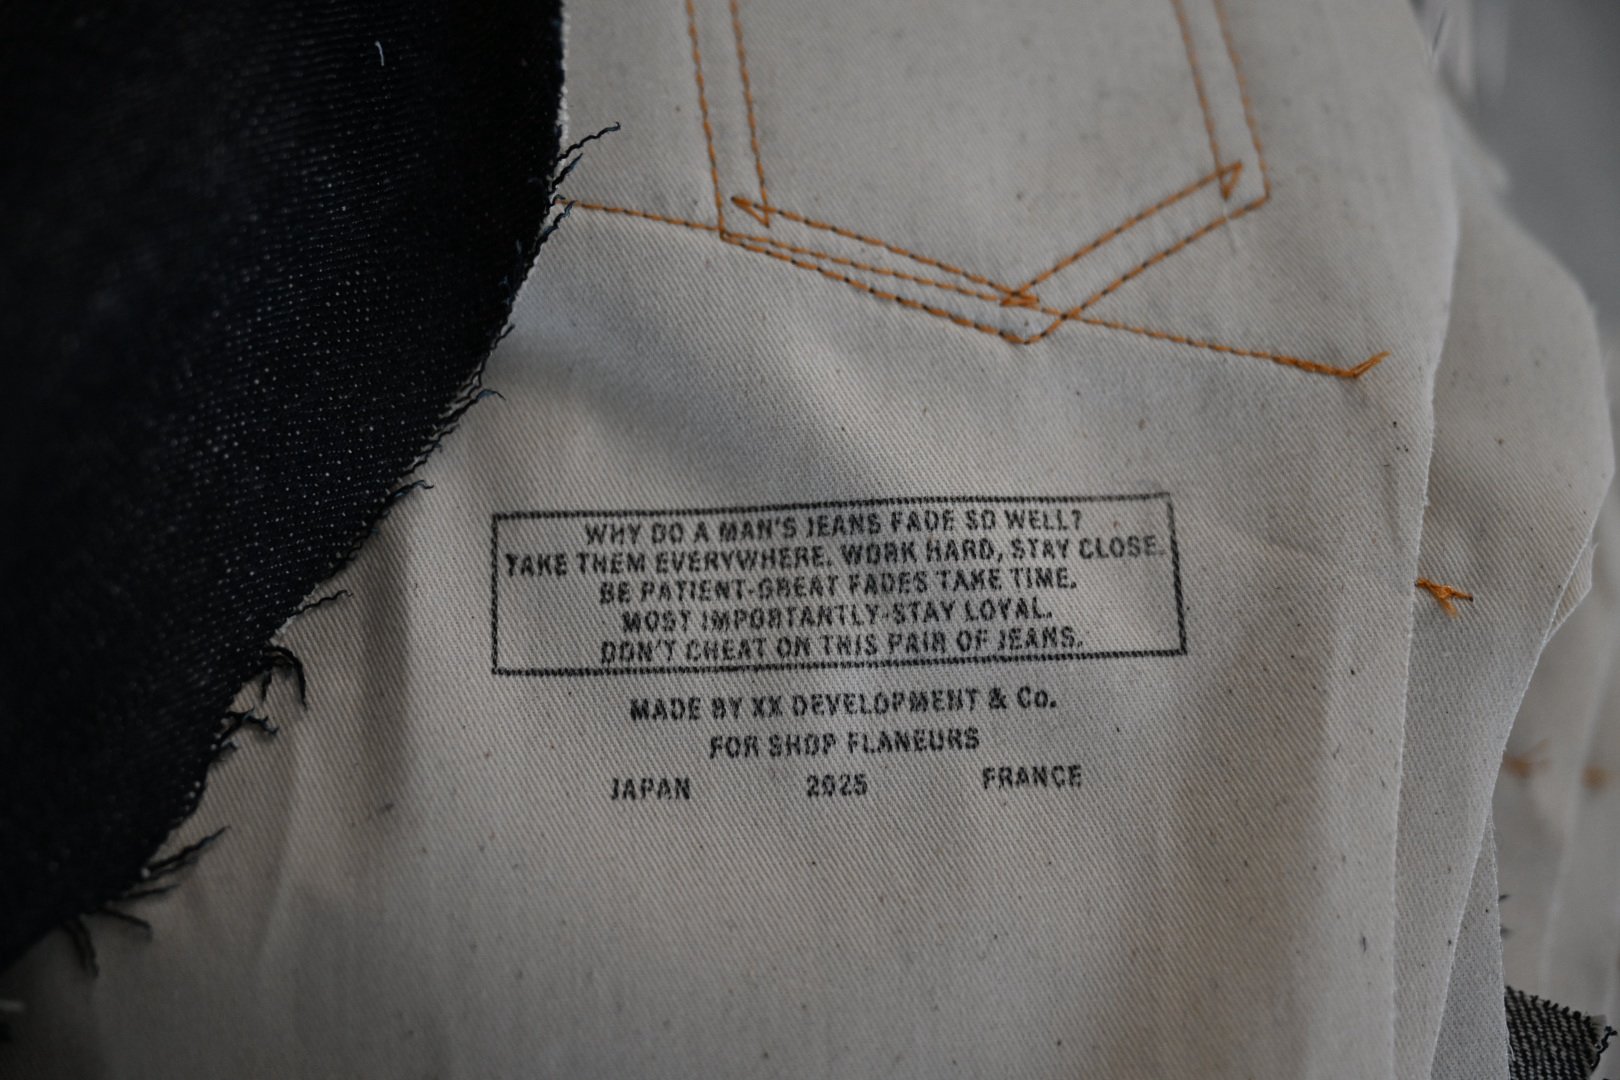 WHY DO A MAN'S JEANS FADE SO WELL?
TAKE THEM EVERYWHERE. WORK HARD, STAY CLOSE.
BE PATIENT-GREAT FADES TAKE TIME.
MOST IMPORTANTLY-STAY LOYAL.
DON'T CHEAT ON THIS PAIR OF JEANS.
MADE BY XX DEVELOPMENT & Co.
FOR SHOP FLANEURS
JAPAN 2025 FRANCE